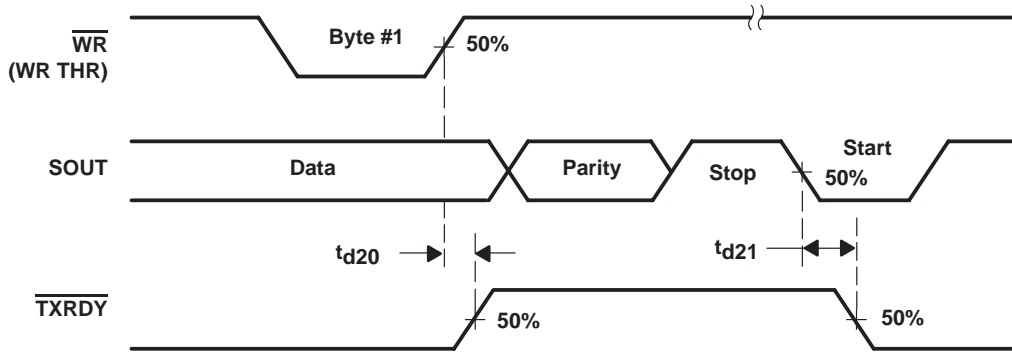 WR
(WR THR)
Byte #1
50%
SOUT
Data
Parity
Stop
Start
50%
td20
td21
TXRDY
50%
50%